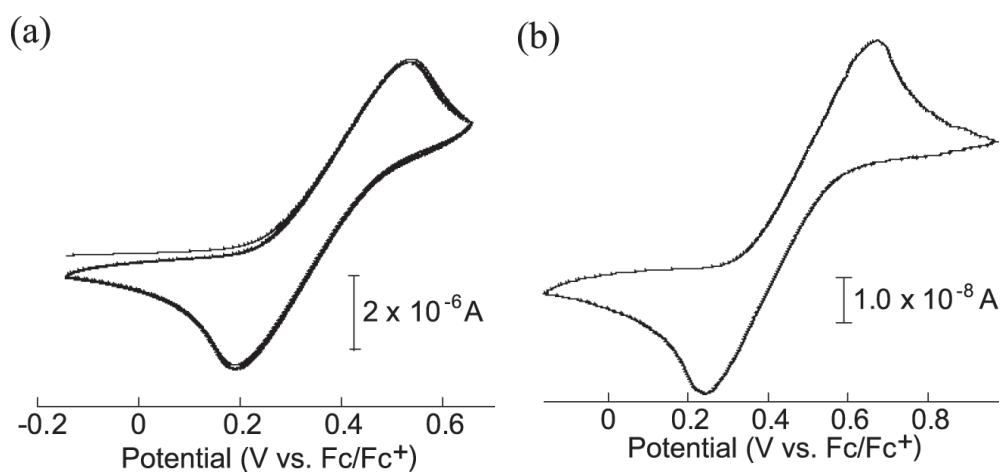 (a)
2 x 10⁻⁶ A
-0.2 0 0.2 0.4 0.6
Potential (V vs. Fc/Fc⁺)
(b)
1.0 x 10⁻⁸ A
0 0.2 0.4 0.6 0.8
Potential (V vs. Fc/Fc⁺)